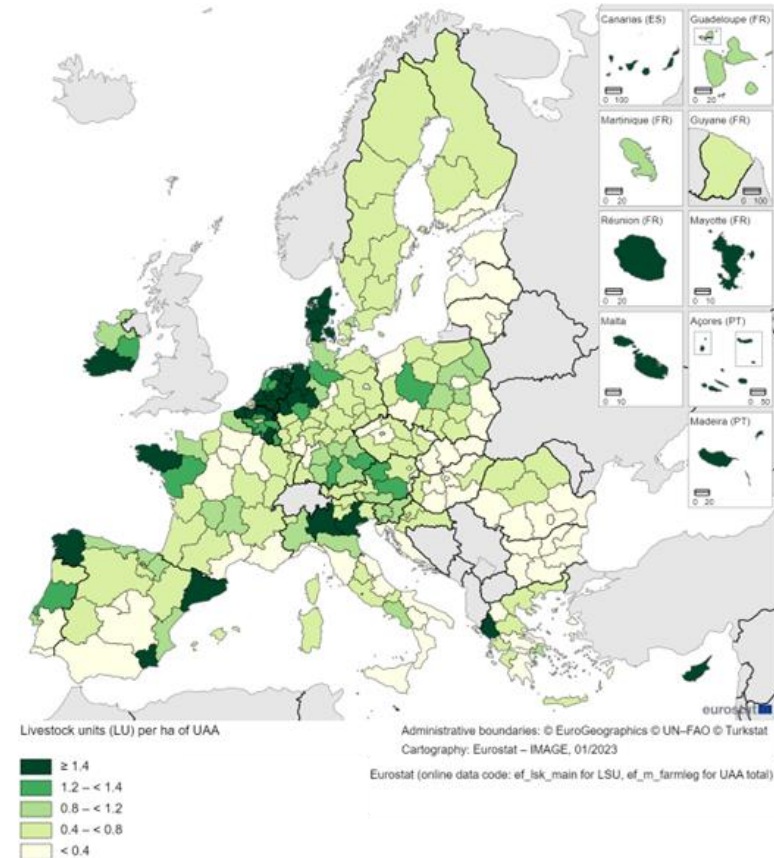 Canarias (ES)
0 100
Guadeloupe (FR)
0 20
Martinique (FR)
0 20
Guyane (FR)
0 100
Réunion (FR)
0 20
Mayotte (FR)
0 10
Malta
0 10
Açores (PT)
0 50
Madeira (PT)
0 20
eurostat
Livestock units (LU) per ha of UAA
≥ 1.4
1.2 – < 1.4
0.8 – < 1.2
0.4 – < 0.8
< 0.4
Administrative boundaries: © EuroGeographics © UN–FAO © Turkstat
Cartography: Eurostat – IMAGE, 01/2023
Eurostat (online data code: ef_lsk_main for LSU, ef_m_farmleg for UAA total)